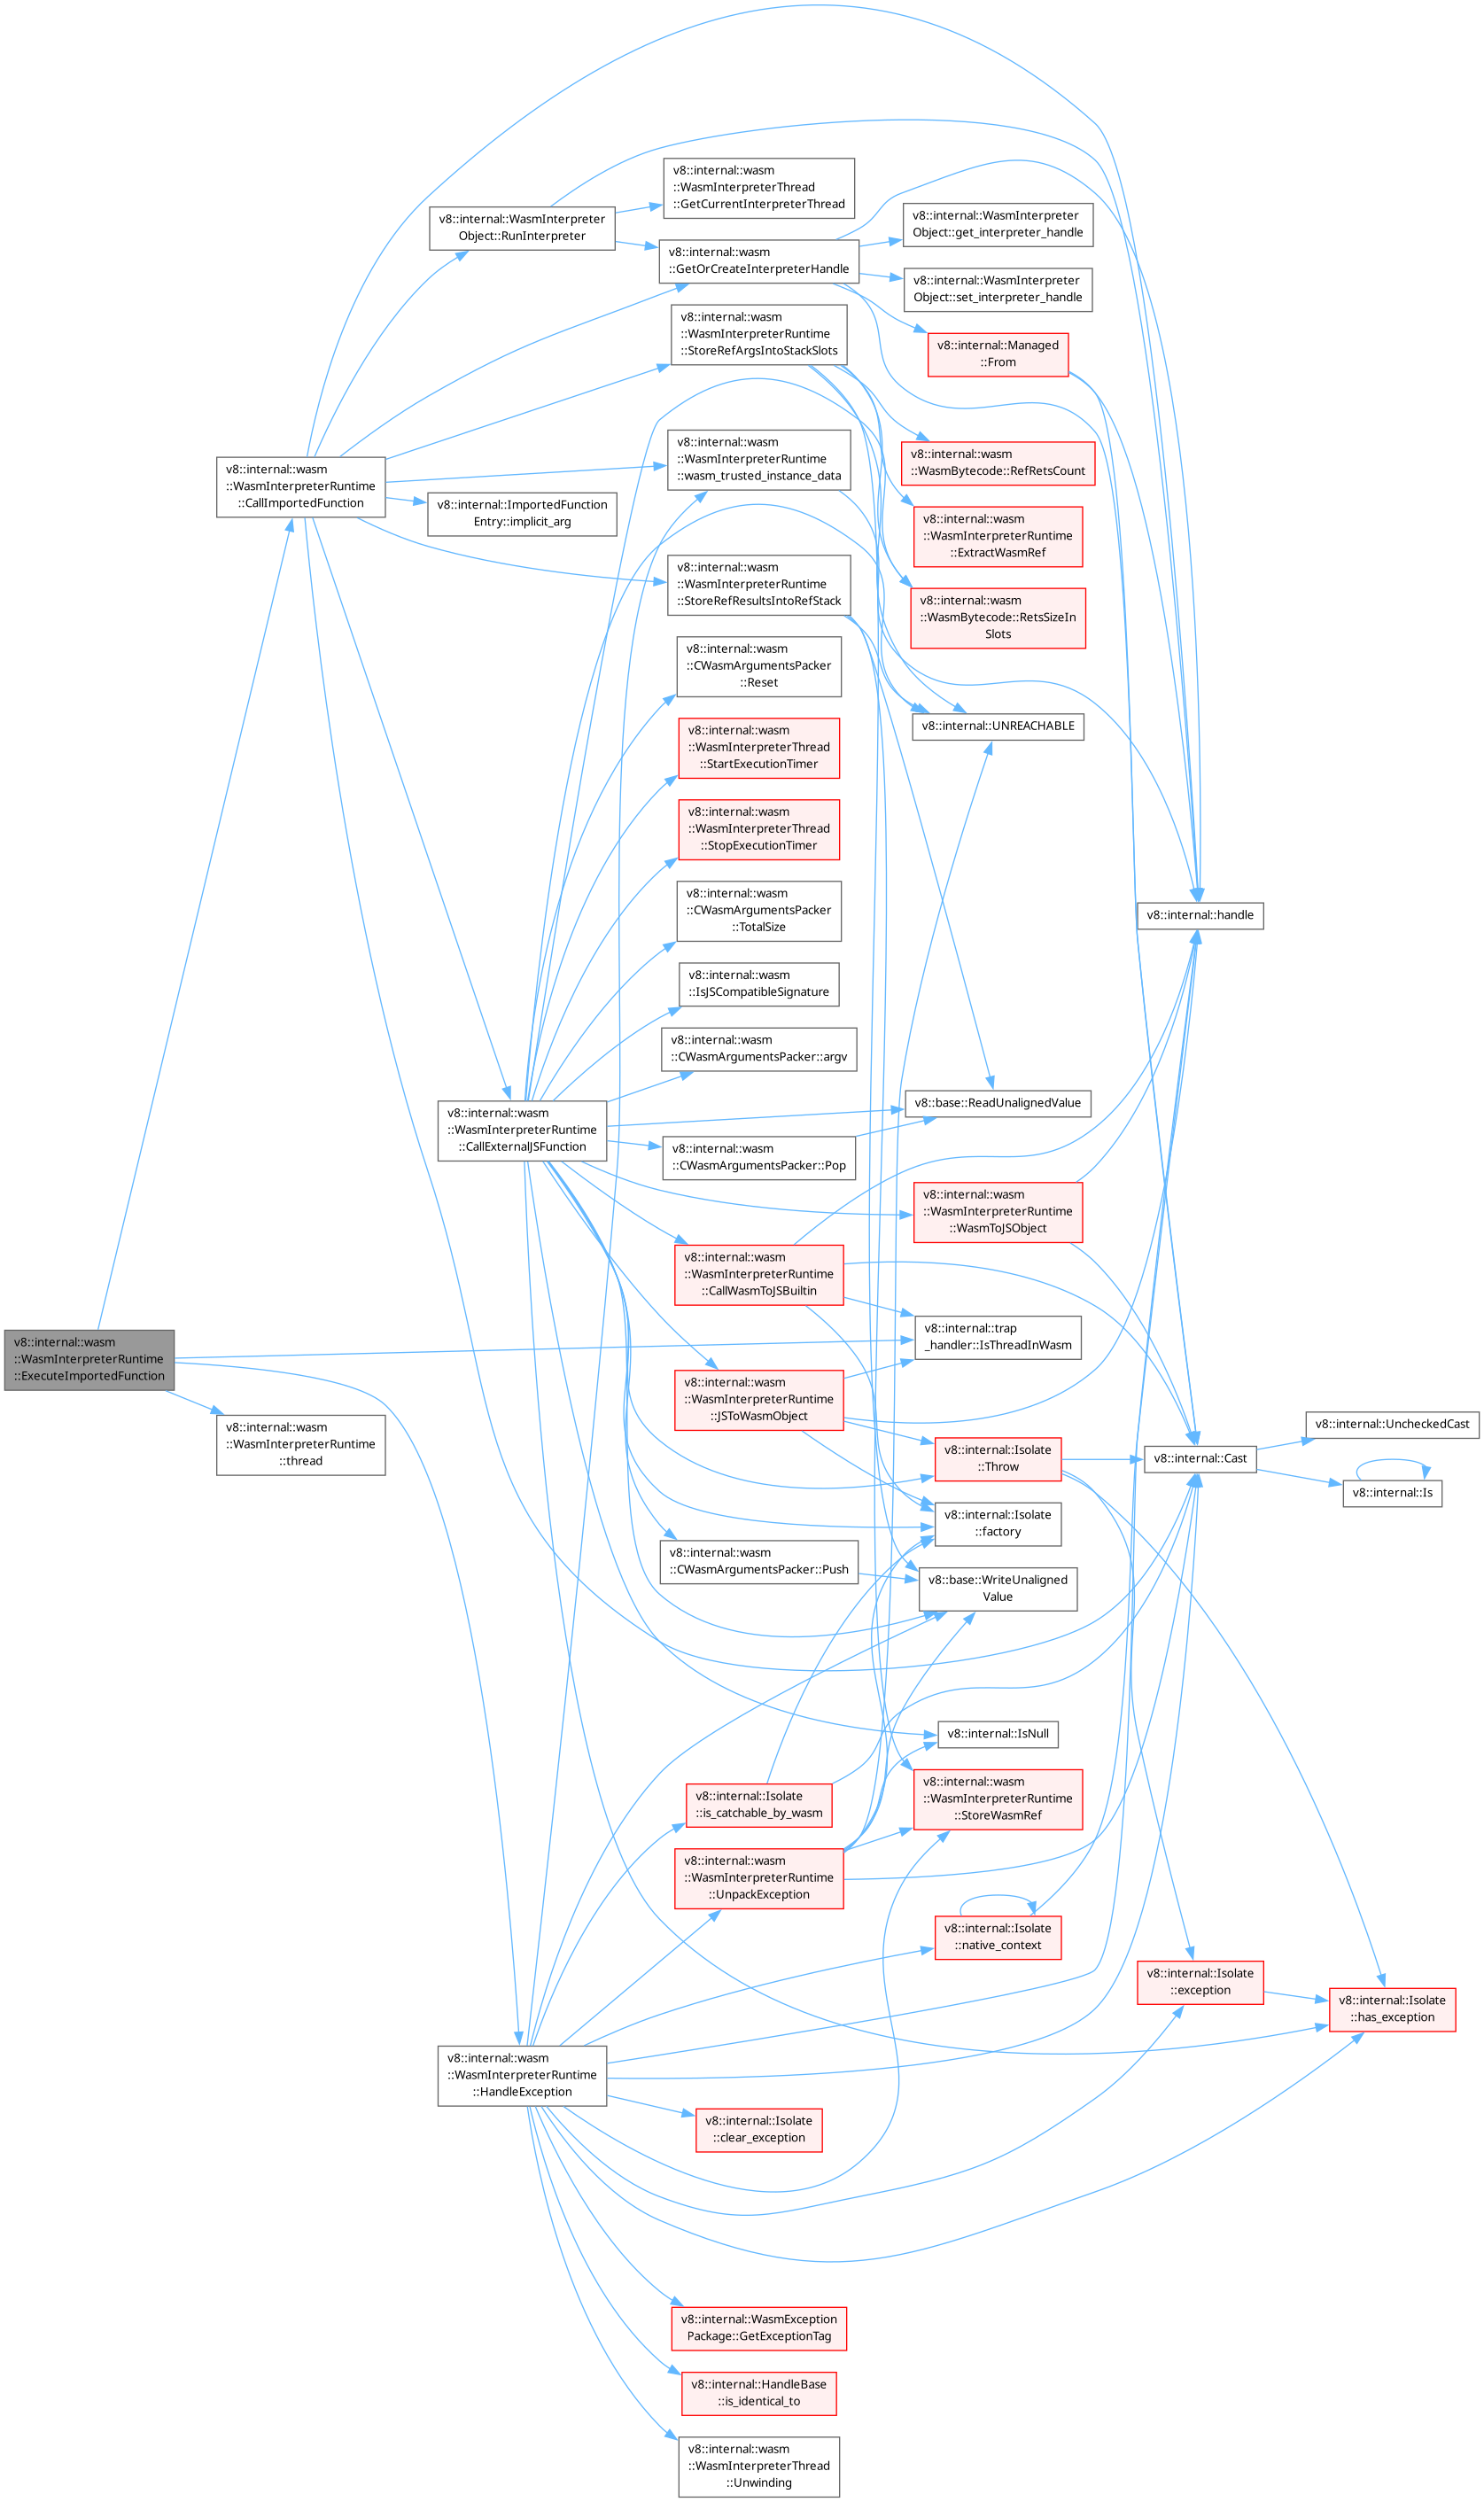 v8::internal::wasm
::WasmInterpreterRuntime
::ExecuteImportedFunction
v8::internal::wasm
::WasmInterpreterRuntime
::CallImportedFunction
v8::internal::wasm
::WasmInterpreterRuntime
::thread
v8::internal::WasmInterpreter
Object::RunInterpreter
v8::internal::ImportedFunction
Entry::implicit_arg
v8::internal::wasm
::WasmInterpreterRuntime
::CallExternalJSFunction
v8::internal::wasm
::WasmInterpreterRuntime
::HandleException
v8::internal::wasm
::WasmInterpreterThread
::GetCurrentInterpreterThread
v8::internal::wasm
::GetOrCreateInterpreterHandle
v8::internal::wasm
::WasmInterpreterRuntime
::StoreRefArgsIntoStackSlots
v8::internal::wasm
::WasmInterpreterRuntime
::wasm_trusted_instance_data
v8::internal::wasm
::WasmInterpreterRuntime
::StoreRefResultsIntoRefStack
v8::internal::wasm
::CWasmArgumentsPacker
::Reset
v8::internal::wasm
::WasmInterpreterThread
::StartExecutionTimer
v8::internal::wasm
::WasmInterpreterThread
::StopExecutionTimer
v8::internal::wasm
::CWasmArgumentsPacker
::TotalSize
v8::internal::wasm
::IsJSCompatibleSignature
v8::internal::wasm
::CWasmArgumentsPacker::argv
v8::internal::wasm
::CWasmArgumentsPacker::Pop
v8::internal::wasm
::WasmInterpreterRuntime
::CallWasmToJSBuiltin
v8::internal::wasm
::WasmInterpreterRuntime
::JSToWasmObject
v8::internal::wasm
::CWasmArgumentsPacker::Push
v8::internal::Isolate
::is_catchable_by_wasm
v8::internal::wasm
::WasmInterpreterRuntime
::UnpackException
v8::internal::Isolate
::clear_exception
v8::internal::WasmException
Package::GetExceptionTag
v8::internal::HandleBase
::is_identical_to
v8::internal::wasm
::WasmInterpreterThread
::Unwinding
v8::internal::WasmInterpreter
Object::get_interpreter_handle
v8::internal::WasmInterpreter
Object::set_interpreter_handle
v8::internal::Managed
::From
v8::internal::wasm
::WasmBytecode::RefRetsCount
v8::internal::wasm
::WasmInterpreterRuntime
::ExtractWasmRef
v8::internal::wasm
::WasmBytecode::RetsSizeIn
Slots
v8::internal::UNREACHABLE
v8::base::ReadUnalignedValue
v8::internal::wasm
::WasmInterpreterRuntime
::WasmToJSObject
v8::internal::trap
_handler::IsThreadInWasm
v8::internal::Isolate
::Throw
v8::internal::Isolate
::factory
v8::base::WriteUnaligned
Value
v8::internal::IsNull
v8::internal::wasm
::WasmInterpreterRuntime
::StoreWasmRef
v8::internal::Isolate
::native_context
v8::internal::handle
v8::internal::Cast
v8::internal::Isolate
::exception
v8::internal::UncheckedCast
v8::internal::Is
v8::internal::Isolate
::has_exception